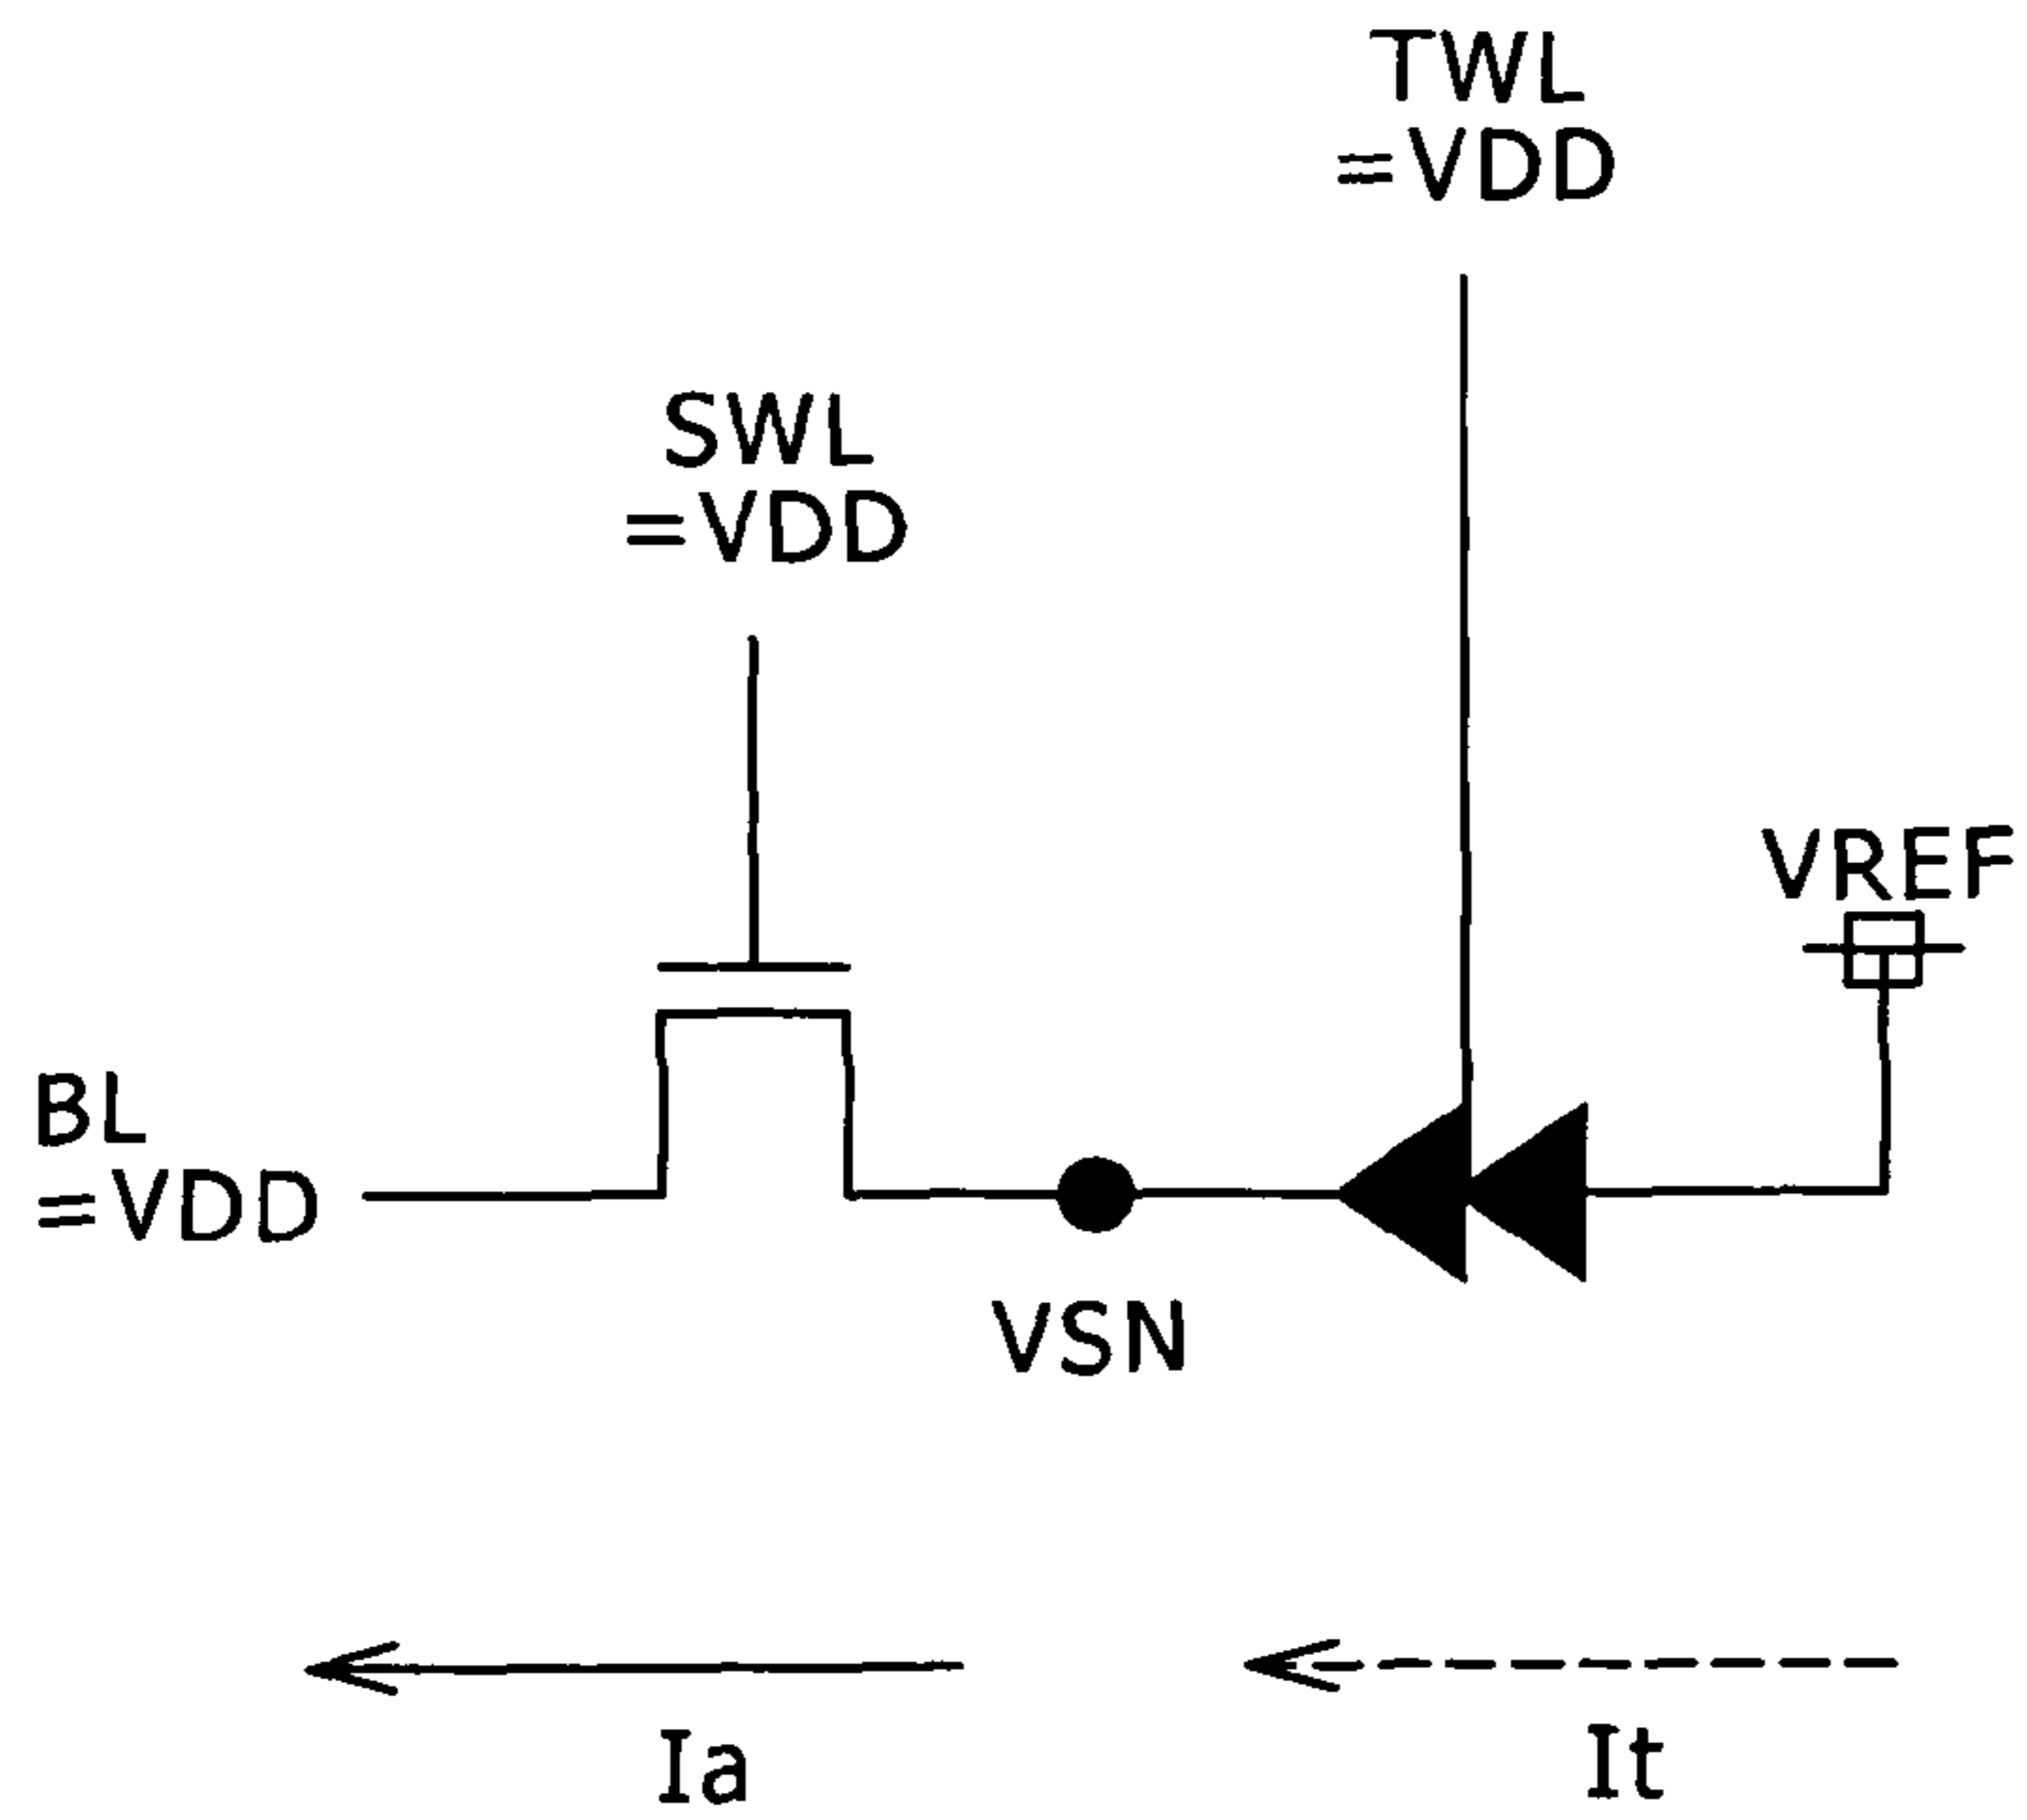 TWL
=VDD
SWL
=VDD
VREF
BL
=VDD
VSN
Ia
It